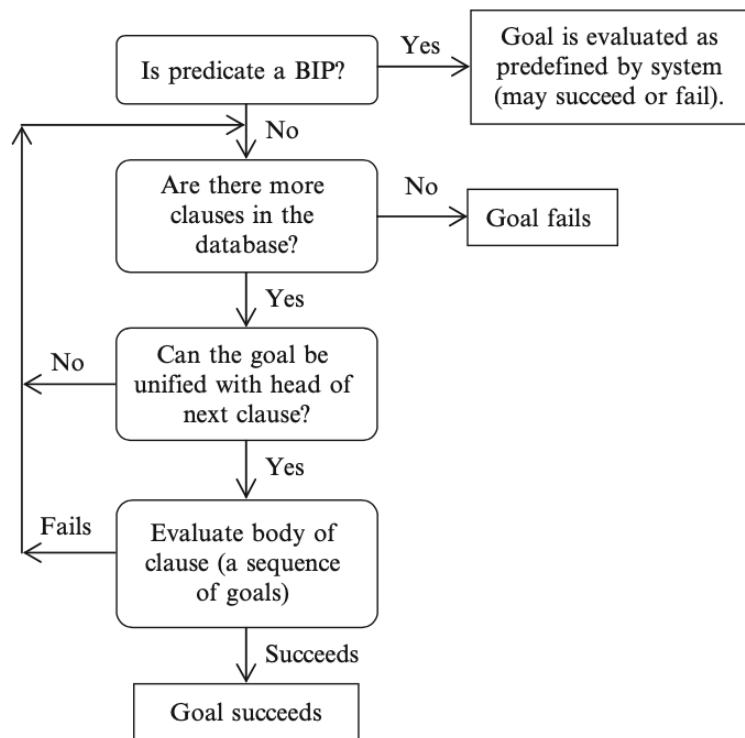 Is predicate a BIP?
Yes
Goal is evaluated as
predefined by system
(may succeed or fail).
No
Are there more
clauses in the
database?
No
Goal fails
Yes
Can the goal be
unified with head of
next clause?
No
Yes
Fails
Evaluate body of
clause (a sequence
of goals)
Succeeds
Goal succeeds